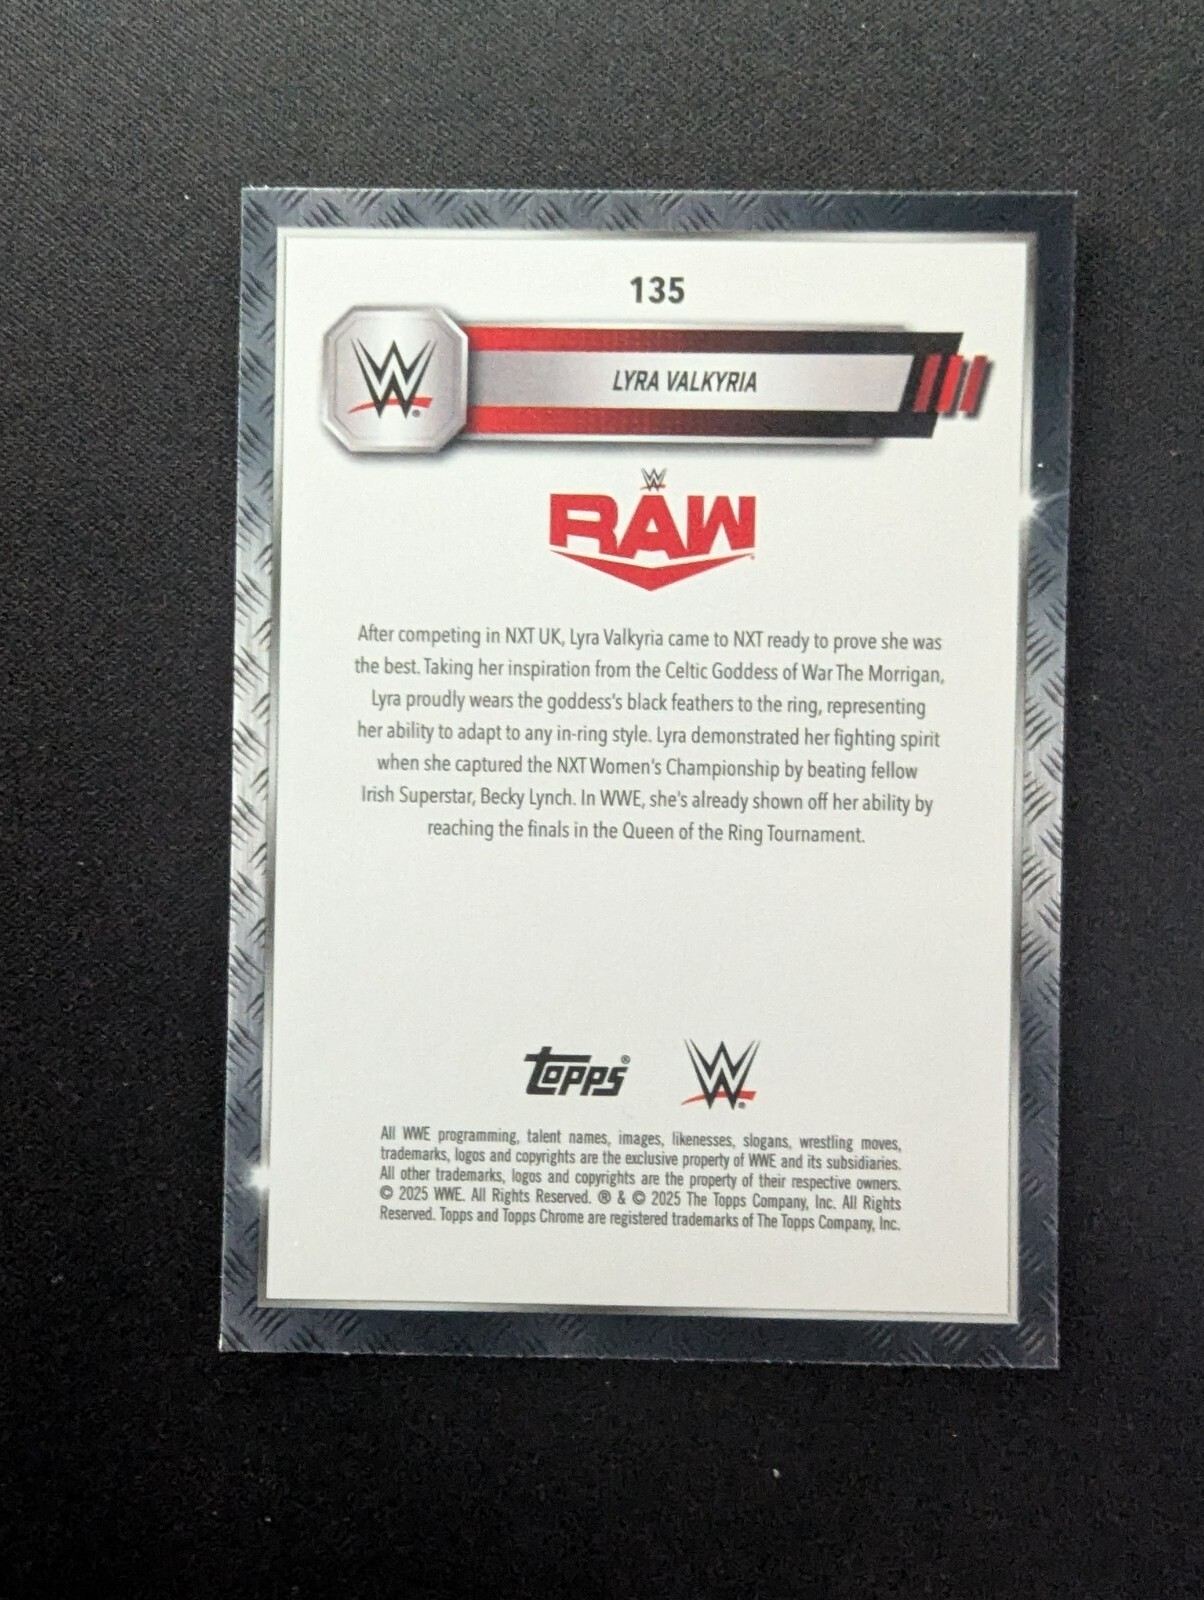 135
W
LYRA VALKYRIA
W
RAW
After competing in NXT UK, Lyra Valkyria came to NXT ready to prove she was
the best. Taking her inspiration from the Celtic Goddess of War The Morrigan,
Lyra proudly wears the goddess's black feathers to the ring, representing
her ability to adapt to any in-ring style. Lyra demonstrated her fighting spirit
when she captured the NXT Women's Championship by beating fellow
Irish Superstar, Becky Lynch. In WWE, she's already shown off her ability by
reaching the finals in the Queen of the Ring Tournament.
Topps® W®
All WWE programming, talent names, images, likenesses, slogans, wrestling moves,
trademarks, logos and copyrights are the exclusive property of WWE and its subsidiaries.
All other trademarks, logos and copyrights are the property of their respective owners.
© 2025 WWE. All Rights Reserved. ® & © 2025 The Topps Company, Inc. All Rights
Reserved. Topps and Topps Chrome are registered trademarks of The Topps Company, Inc.